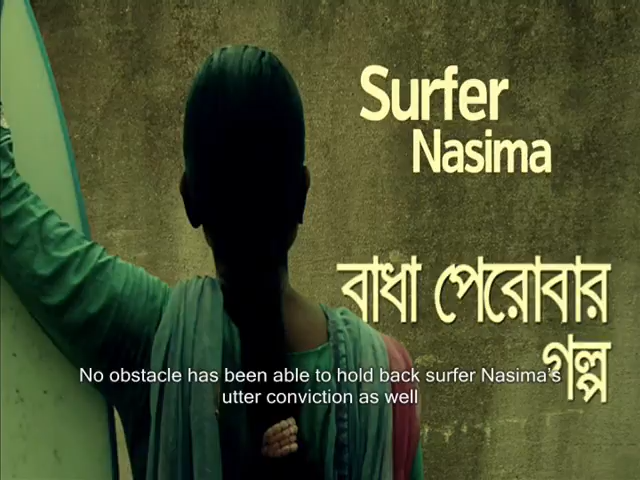 Surfer
Nasima
বাধা পেরোবার
গল্প
No obstacle has been able to hold back surfer Nasima's
utter conviction as well